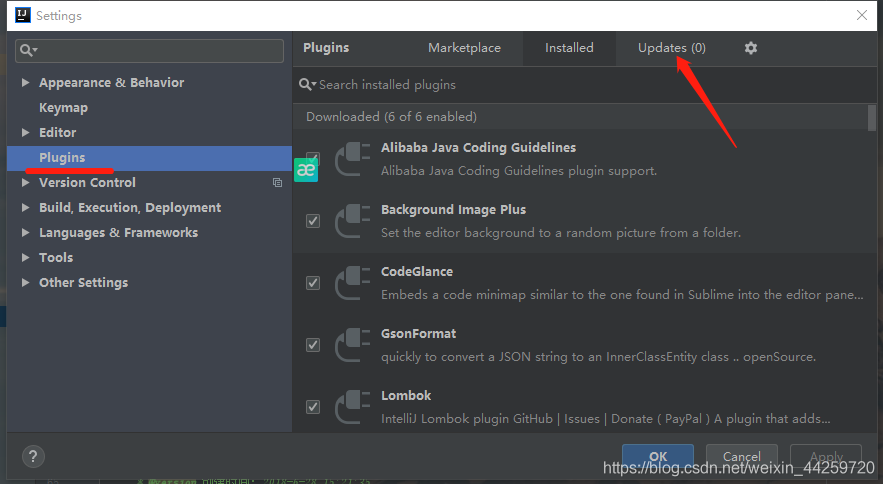 Settings
Plugins Marketplace Installed Updates (0)
Search installed plugins
Appearance & Behavior
Keymap
Editor
Plugins
Version Control
Build, Execution, Deployment
Languages & Frameworks
Tools
Other Settings
Downloaded (6 of 6 enabled)
Alibaba Java Coding Guidelines
Alibaba Java Coding Guidelines plugin support.
Background Image Plus
Set the editor background to a random picture from a folder.
CodeGlance
Embeds a code minimap similar to the one found in Sublime into the editor pane...
GsonFormat
quickly to convert a JSON string to an InnerClassEntity class .. openSource.
Lombok
IntelliJ Lombok plugin GitHub | Issues | Donate ( PayPal ) A plugin that adds...
?
OK Cancel Apply
https://blog.csdn.net/weixin_44259720